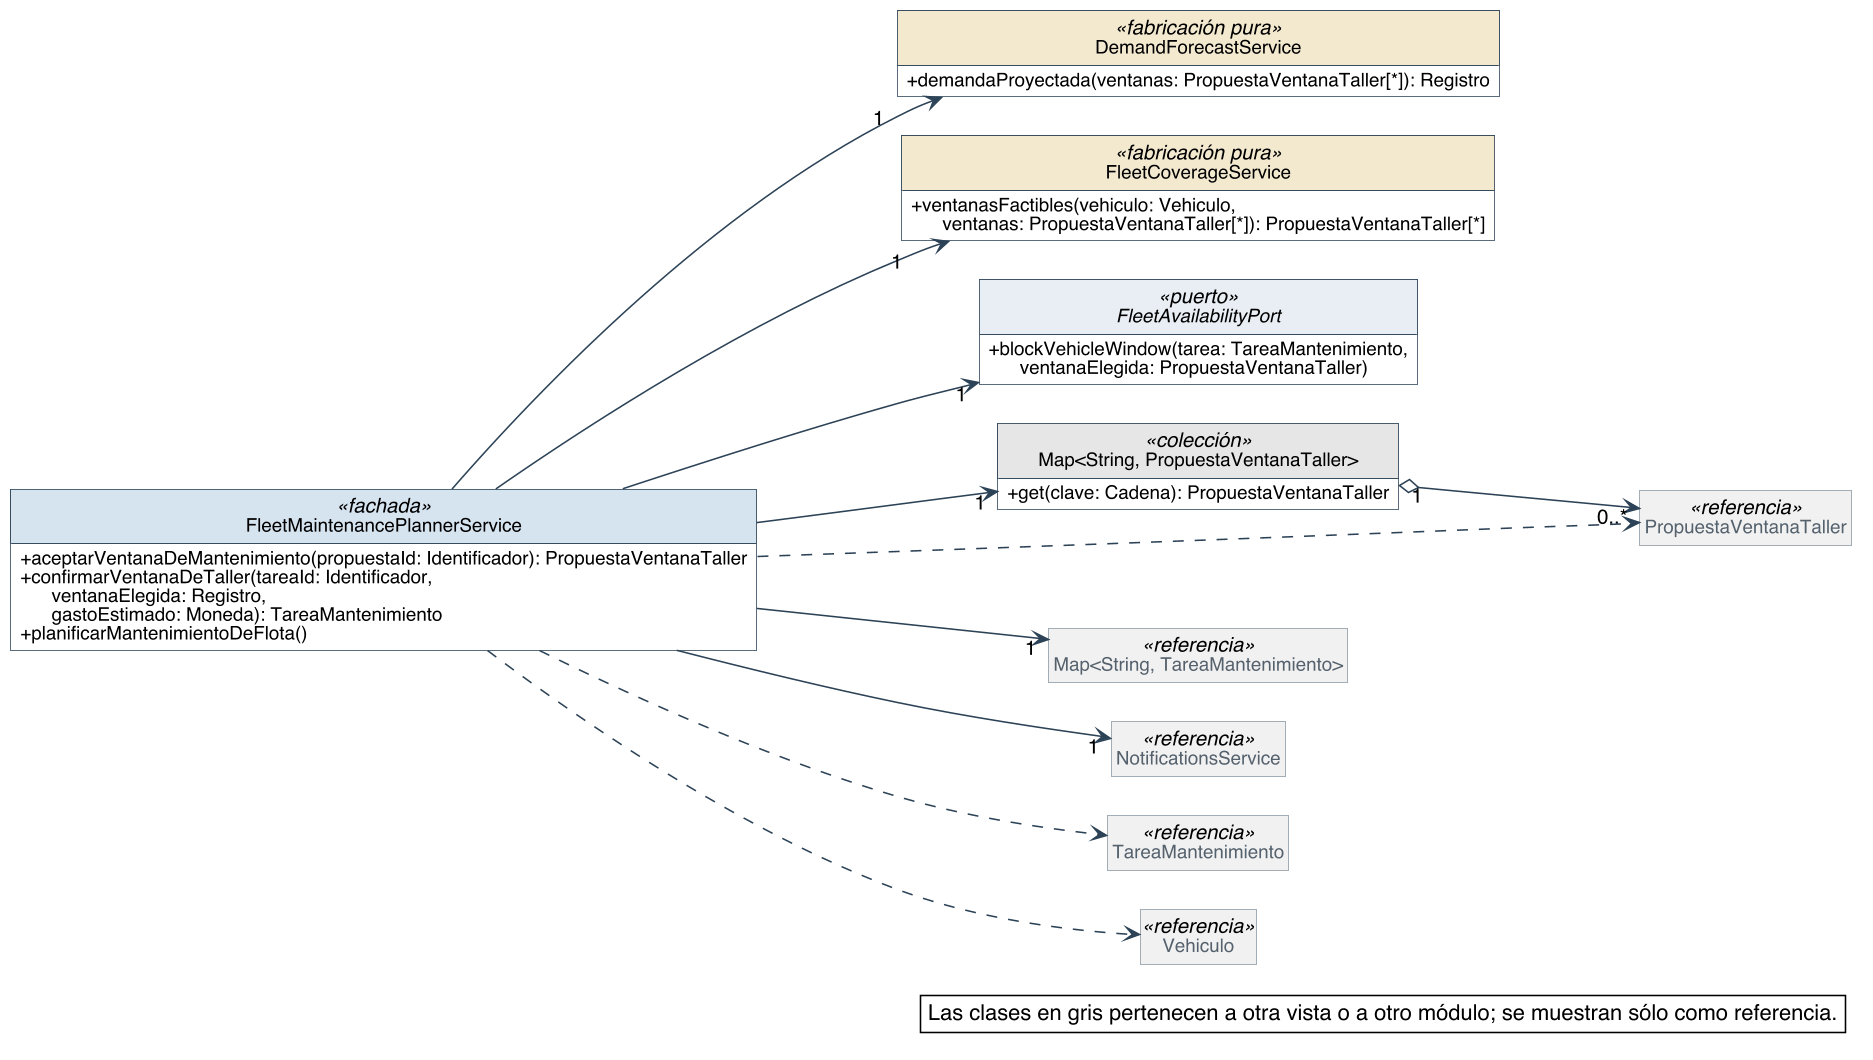 «fabricación pura»
DemandForecastService
+demandaProyectada(ventanas: PropuestaVentanaTaller[*]): Registro
1
«fabricación pura»
FleetCoverageService
+ventanasFactibles(vehiculo: Vehiculo,
ventanas: PropuestaVentanaTaller[*]): PropuestaVentanaTaller[*]
1
«puerto»
FleetAvailabilityPort
+blockVehicleWindow(tarea: TareaMantenimiento,
ventanaElegida: PropuestaVentanaTaller)
1
«colección»
Map<String, PropuestaVentanaTaller>
+get(clave: Cadena): PropuestaVentanaTaller
1
1
0..*
«referencia»
PropuestaVentanaTaller
«fachada»
FleetMaintenancePlannerService
+aceptarVentanaDeMantenimiento(propuestaId: Identificador): PropuestaVentanaTaller
+confirmarVentanaDeTaller(tareaId: Identificador,
ventanaElegida: Registro,
gastoEstimado: Moneda): TareaMantenimiento
+planificarMantenimientoDeFlota()
1
«referencia»
Map<String, TareaMantenimiento>
1
«referencia»
NotificationsService
«referencia»
TareaMantenimiento
«referencia»
Vehiculo
Las clases en gris pertenecen a otra vista o a otro módulo; se muestran sólo como referencia.